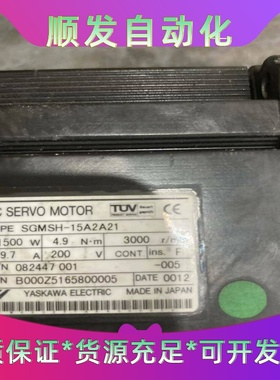 顺发自动化
C SERVO MOTOR
TÜV
CE
PE SGMSH-15A2A21
1500 W 4.9 N·m 3000 r/min
9.7 A 200 V CONT. ins. F
/N 082447 001 -005
N B000Z5165800005 DATE 0012
YASKAWA ELECTRIC MADE IN JAPAN
质保证*货源充足*可开发